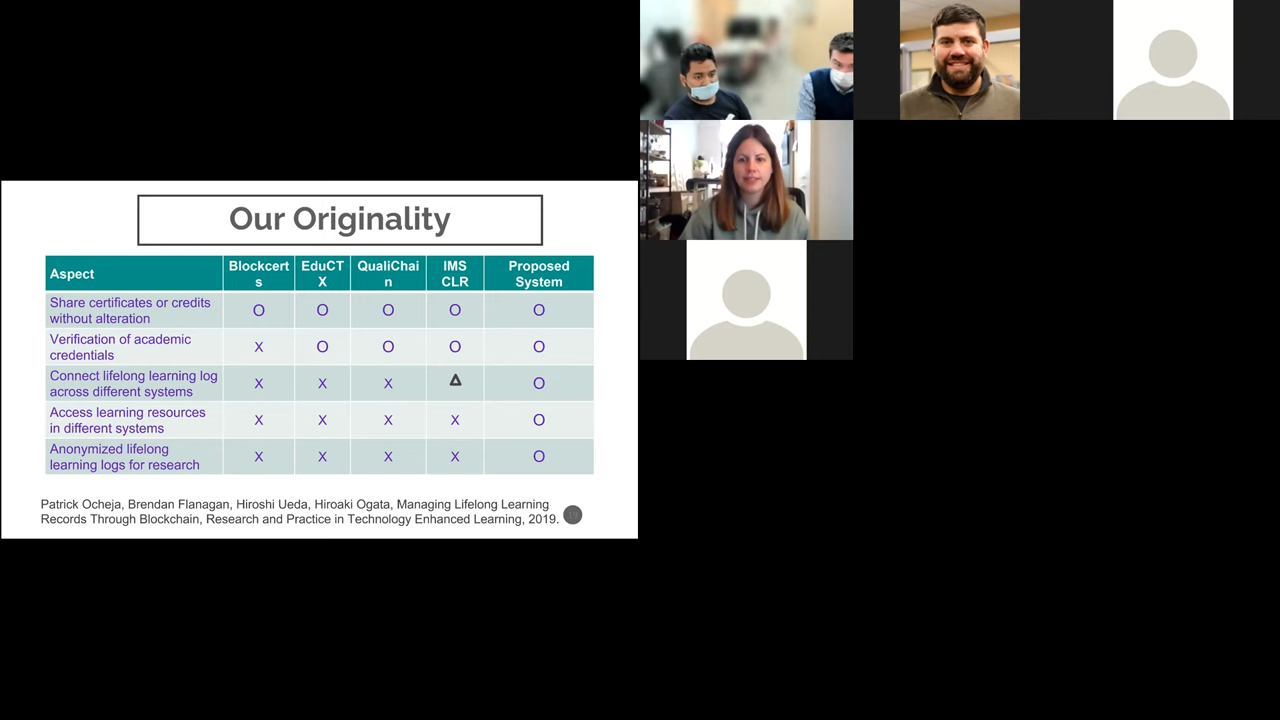 Our Originality
Aspect
Blockcert
s
EduCT
X
QualiChai
n
IMS
CLR
Proposed
System
Share certificates or credits
without alteration
O O O O O
Verification of academic
credentials
X O O O O
Connect lifelong learning log
across different systems
X X X Δ O
Access learning resources
in different systems
X X X X O
Anonymized lifelong
learning logs for research
X X X X O
Patrick Ocheja, Brendan Flanagan, Hiroshi Ueda, Hiroaki Ogata, Managing Lifelong Learning
Records Through Blockchain, Research and Practice in Technology Enhanced Learning, 2019.